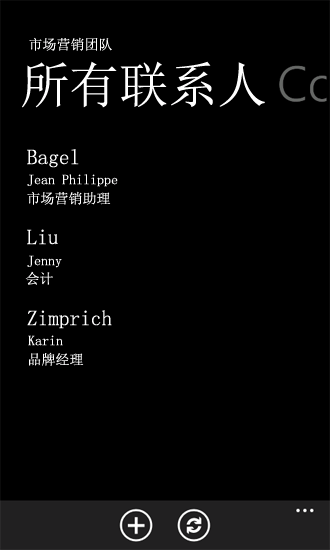 市场营销团队
所有联系人 Co
Bagel
Jean Philippe
市场营销助理
Liu
Jenny
会计
Zimprich
Karin
品牌经理